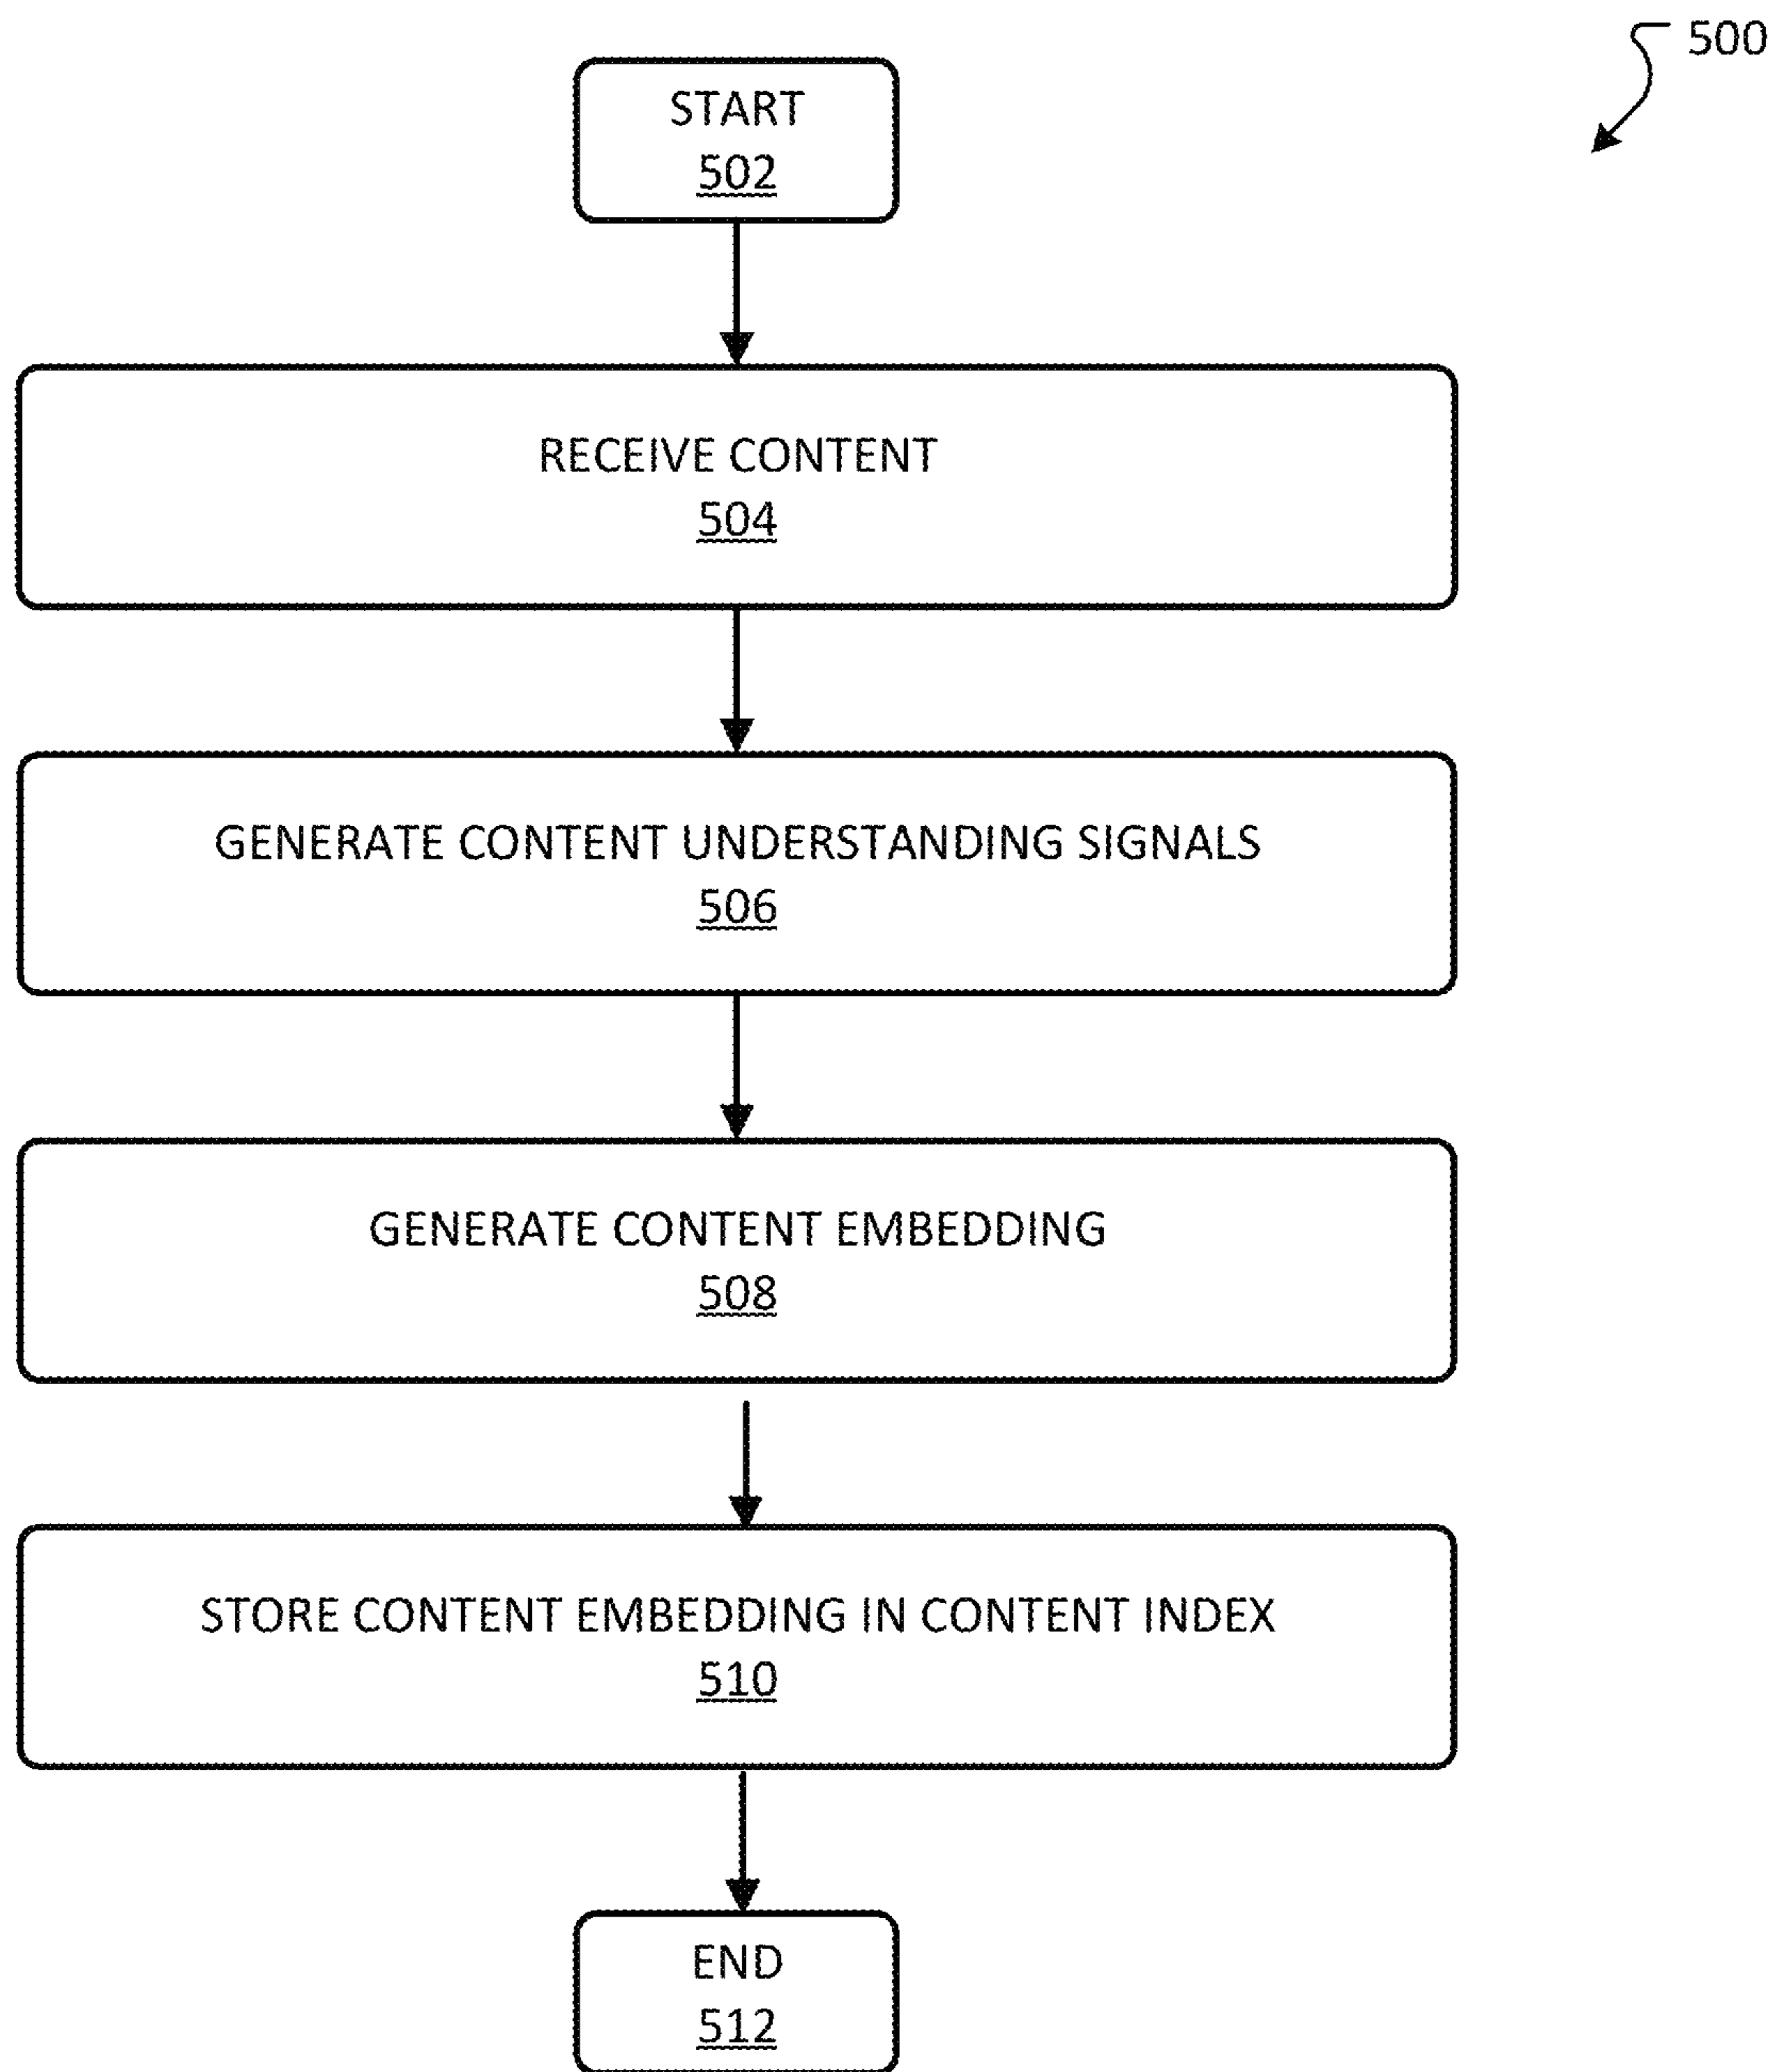 500
START
502
RECEIVE CONTENT
504
GENERATE CONTENT UNDERSTANDING SIGNALS
506
GENERATE CONTENT EMBEDDING
508
STORE CONTENT EMBEDDING IN CONTENT INDEX
510
END
512